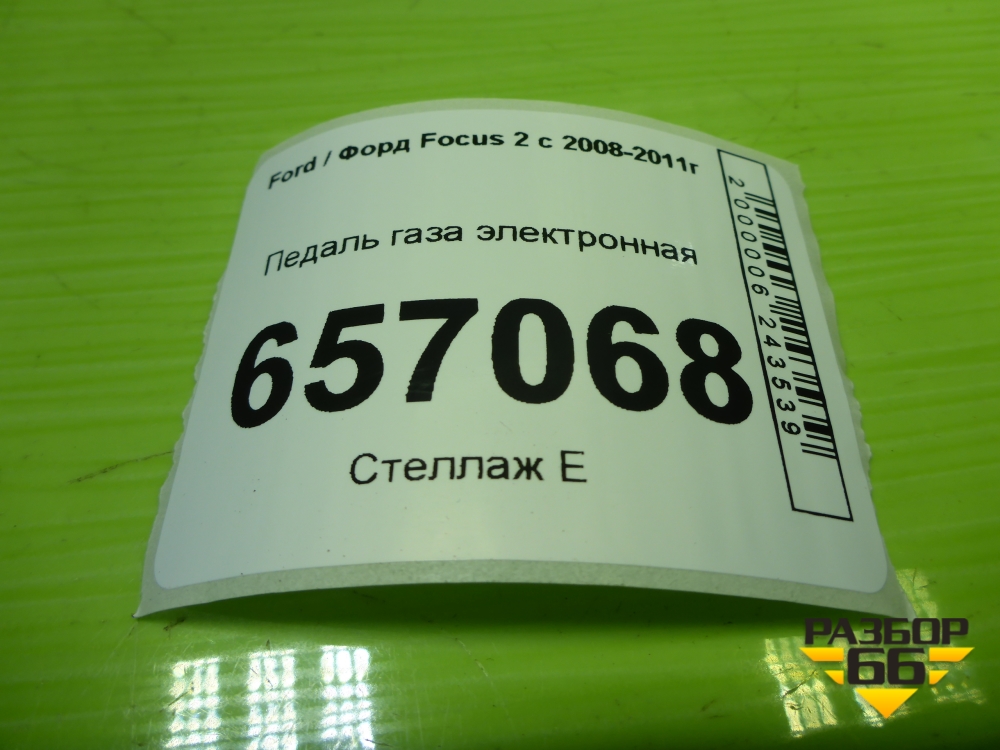 Ford / Форд Focus 2 с 2008-2011г
Педаль газа электронная
657068
Стеллаж Е
2000006243539
РАЗБОР
66